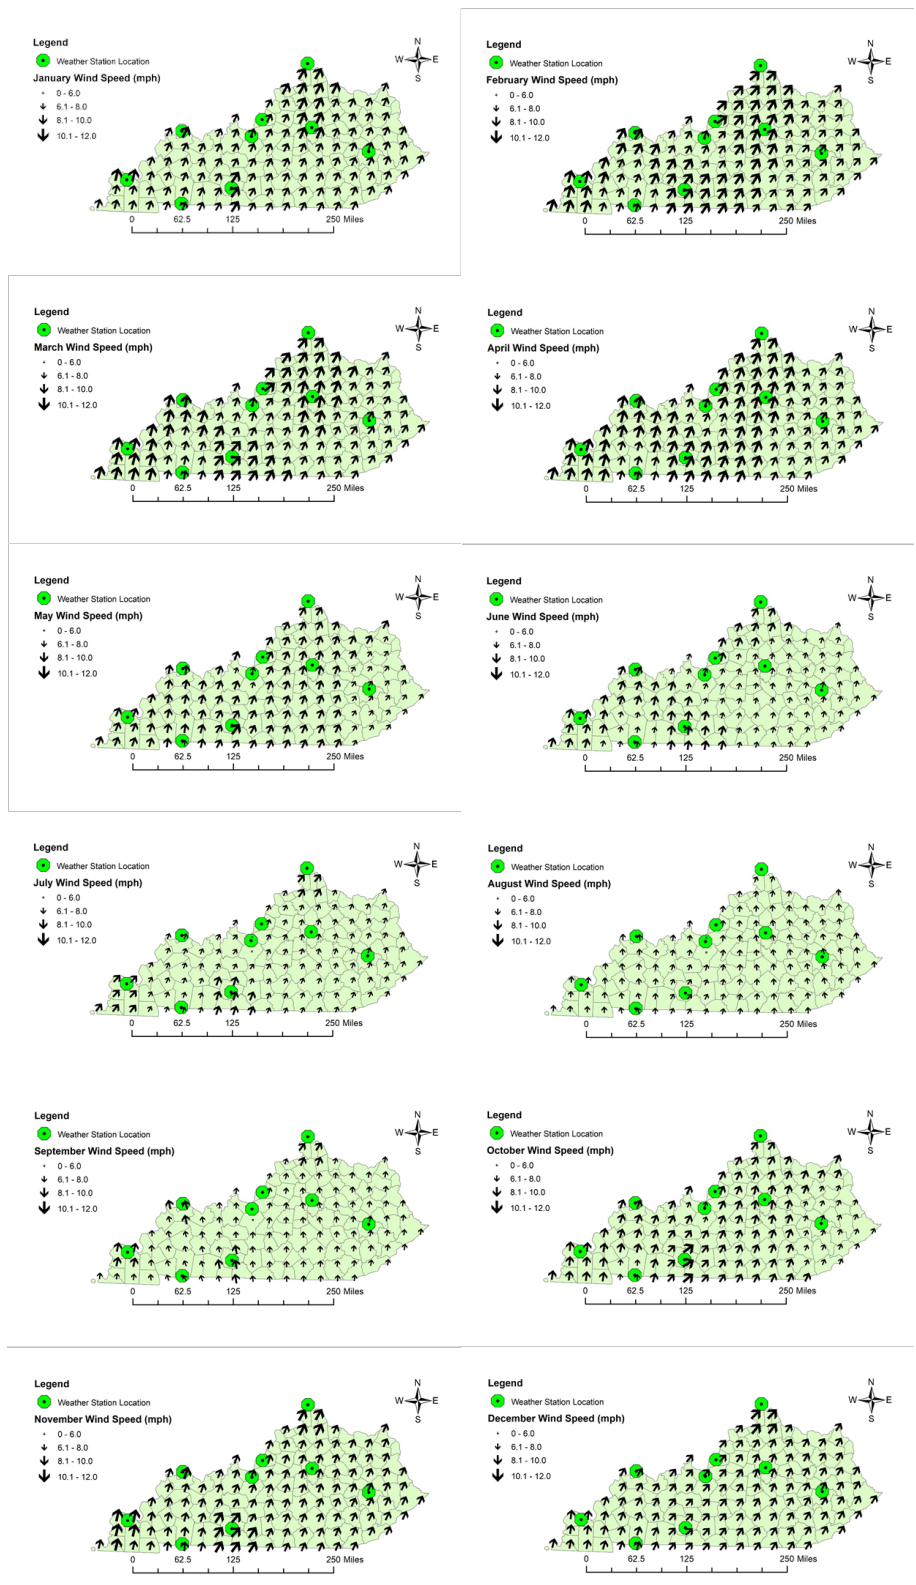 Legend
Weather Station Location
January Wind Speed (mph)
0 - 6.0
6.1 - 8.0
8.1 - 10.0
10.1 - 12.0
N
W E
S
0 62.5 125 250 Miles
Legend
Weather Station Location
February Wind Speed (mph)
0 - 6.0
6.1 - 8.0
8.1 - 10.0
10.1 - 12.0
N
W E
S
0 62.5 125 250 Miles
Legend
Weather Station Location
March Wind Speed (mph)
0 - 6.0
6.1 - 8.0
8.1 - 10.0
10.1 - 12.0
N
W E
S
0 62.5 125 250 Miles
Legend
Weather Station Location
April Wind Speed (mph)
0 - 6.0
6.1 - 8.0
8.1 - 10.0
10.1 - 12.0
N
W E
S
0 62.5 125 250 Miles
Legend
Weather Station Location
May Wind Speed (mph)
0 - 6.0
6.1 - 8.0
8.1 - 10.0
10.1 - 12.0
N
W E
S
0 62.5 125 250 Miles
Legend
Weather Station Location
June Wind Speed (mph)
0 - 6.0
6.1 - 8.0
8.1 - 10.0
10.1 - 12.0
N
W E
S
0 62.5 125 250 Miles
Legend
Weather Station Location
July Wind Speed (mph)
0 - 6.0
6.1 - 8.0
8.1 - 10.0
10.1 - 12.0
N
W E
S
0 62.5 125 250 Miles
Legend
Weather Station Location
August Wind Speed (mph)
0 - 6.0
6.1 - 8.0
8.1 - 10.0
10.1 - 12.0
N
W E
S
0 62.5 125 250 Miles
Legend
Weather Station Location
September Wind Speed (mph)
0 - 6.0
6.1 - 8.0
8.1 - 10.0
10.1 - 12.0
N
W E
S
0 62.5 125 250 Miles
Legend
Weather Station Location
October Wind Speed (mph)
0 - 6.0
6.1 - 8.0
8.1 - 10.0
10.1 - 12.0
N
W E
S
0 62.5 125 250 Miles
Legend
Weather Station Location
November Wind Speed (mph)
0 - 6.0
6.1 - 8.0
8.1 - 10.0
10.1 - 12.0
N
W E
S
0 62.5 125 250 Miles
Legend
Weather Station Location
December Wind Speed (mph)
0 - 6.0
6.1 - 8.0
8.1 - 10.0
10.1 - 12.0
N
W E
S
0 62.5 125 250 Miles